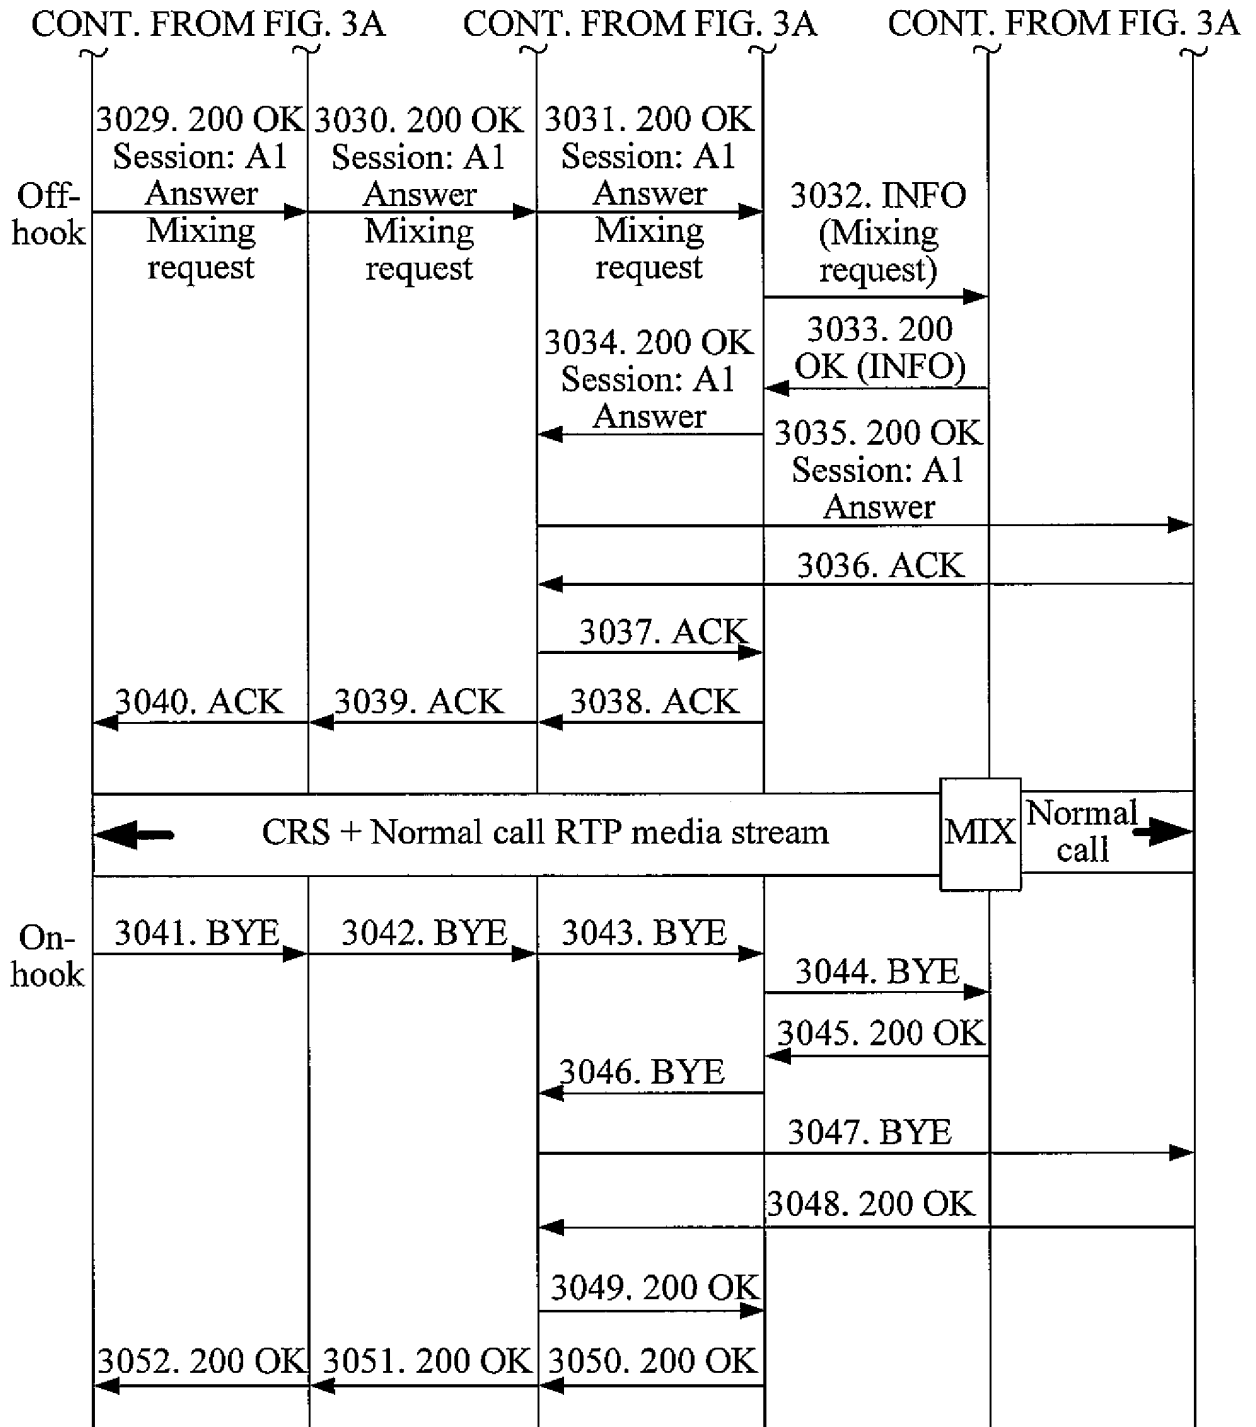 CONT. FROM FIG. 3A CONT. FROM FIG. 3A CONT. FROM FIG. 3A
3029. 200 OK
Session: A1
Answer
Mixing
request
3030. 200 OK
Session: A1
Answer
Mixing
request
3031. 200 OK
Session: A1
Answer
Mixing
request
Off-
hook
3032. INFO
(Mixing
request)
3033. 200
OK (INFO)
3034. 200 OK
Session: A1
Answer
3035. 200 OK
Session: A1
Answer
3036. ACK
3037. ACK
3040. ACK
3039. ACK
3038. ACK
CRS + Normal call RTP media stream
MIX
Normal
call
On-
hook
3041. BYE
3042. BYE
3043. BYE
3044. BYE
3045. 200 OK
3046. BYE
3047. BYE
3048. 200 OK
3049. 200 OK
3052. 200 OK
3051. 200 OK
3050. 200 OK